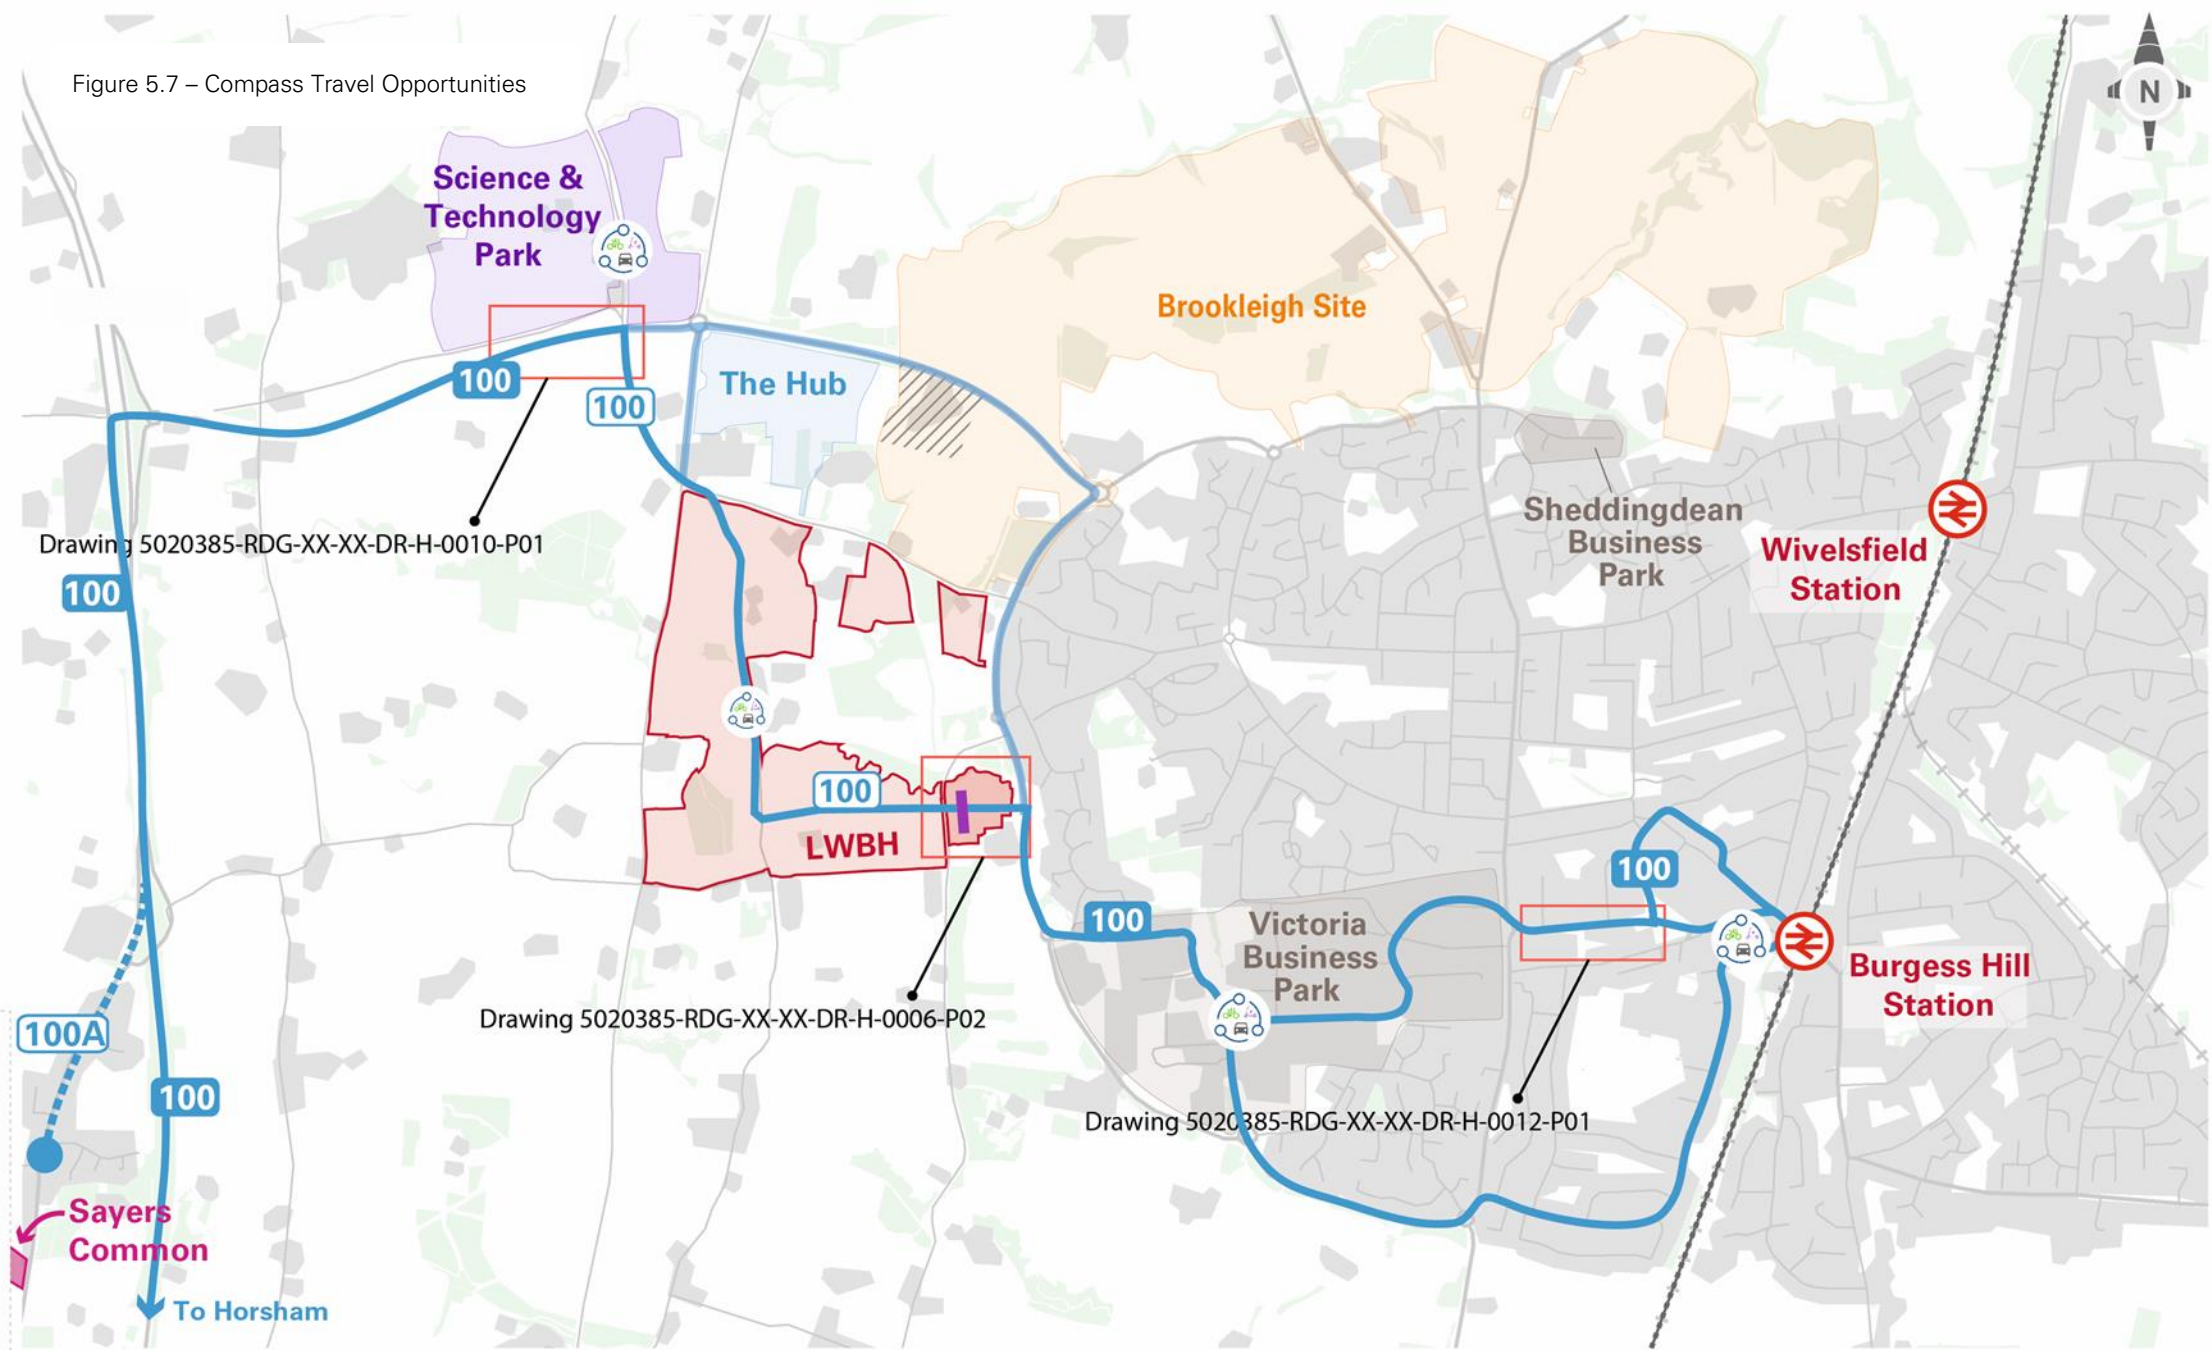 Figure 5.7 – Compass Travel Opportunities
N
Science &
Technology
Park
Brookleigh Site
The Hub
100
100
Sheddingdean
Business
Park
Wivelsfield
Station
Drawing 5020385-RDG-XX-XX-DR-H-0010-P01
100
100
LWBH
100
100
Victoria
Business
Park
Burgess Hill
Station
Drawing 5020385-RDG-XX-XX-DR-H-0006-P02
100A
100
Drawing 5020385-RDG-XX-XX-DR-H-0012-P01
Sayers
Common
To Horsham